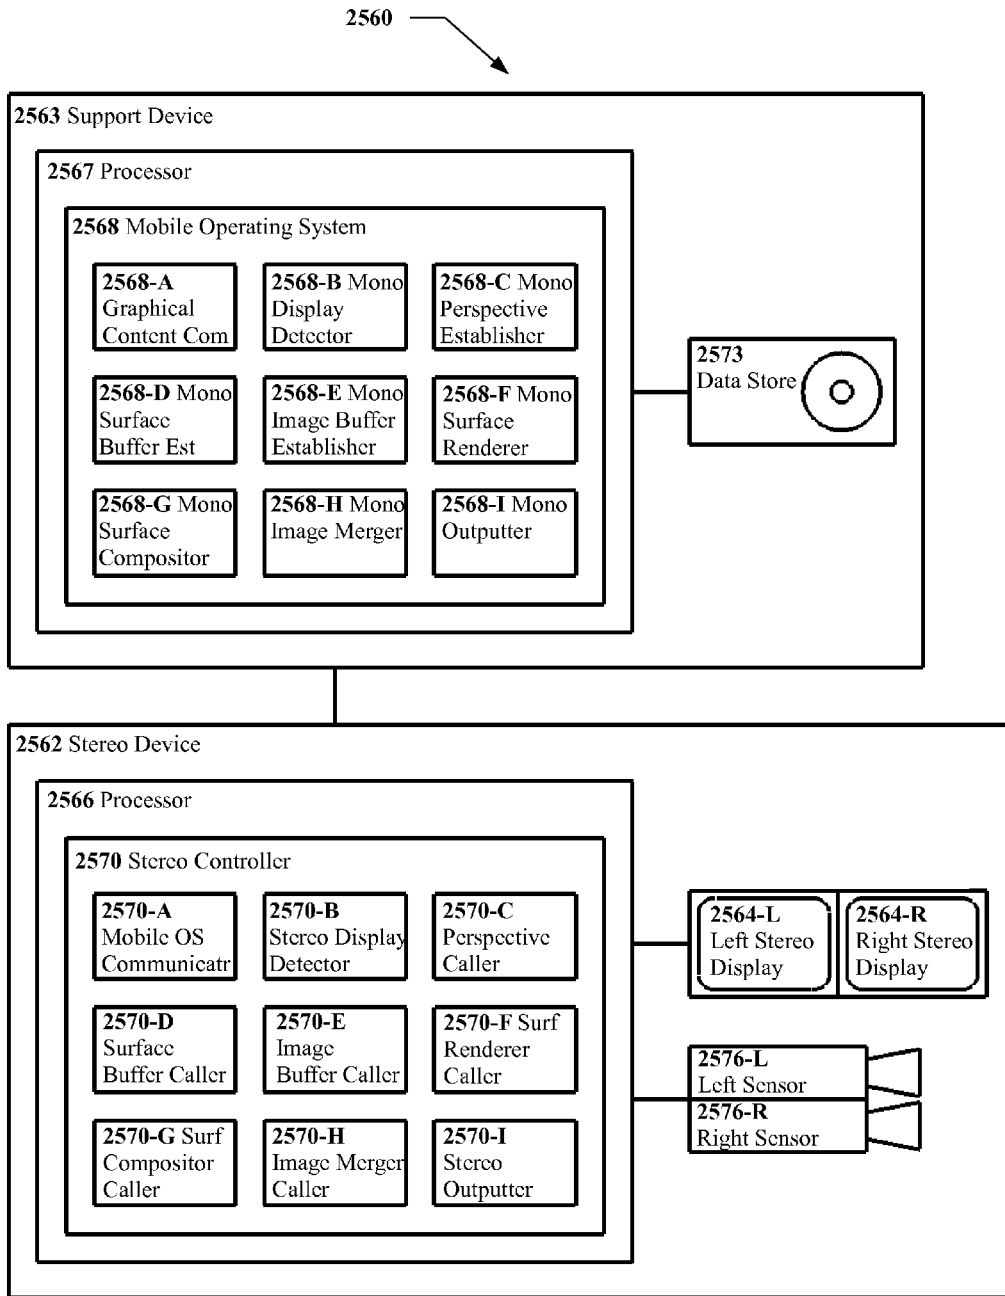 2560
2563 Support Device
2567 Processor
2568 Mobile Operating System
2568-A
Graphical
Content Com
2568-B Mono
Display
Detector
2568-C Mono
Perspective
Establisher
2568-D Mono
Surface
Buffer Est
2568-E Mono
Image Buffer
Establisher
2568-F Mono
Surface
Renderer
2568-G Mono
Surface
Compositor
2568-H Mono
Image Merger
2568-I Mono
Outputter
2573
Data Store
2562 Stereo Device
2566 Processor
2570 Stereo Controller
2570-A
Mobile OS
Communicatr
2570-B
Stereo Display
Detector
2570-C
Perspective
Caller
2570-D
Surface
Buffer Caller
2570-E
Image
Buffer Caller
2570-F Surf
Renderer
Caller
2570-G Surf
Compositor
Caller
2570-H
Image Merger
Caller
2570-I
Stereo
Outputter
2564-L
Left Stereo
Display
2564-R
Right Stereo
Display
2576-L
Left Sensor
2576-R
Right Sensor